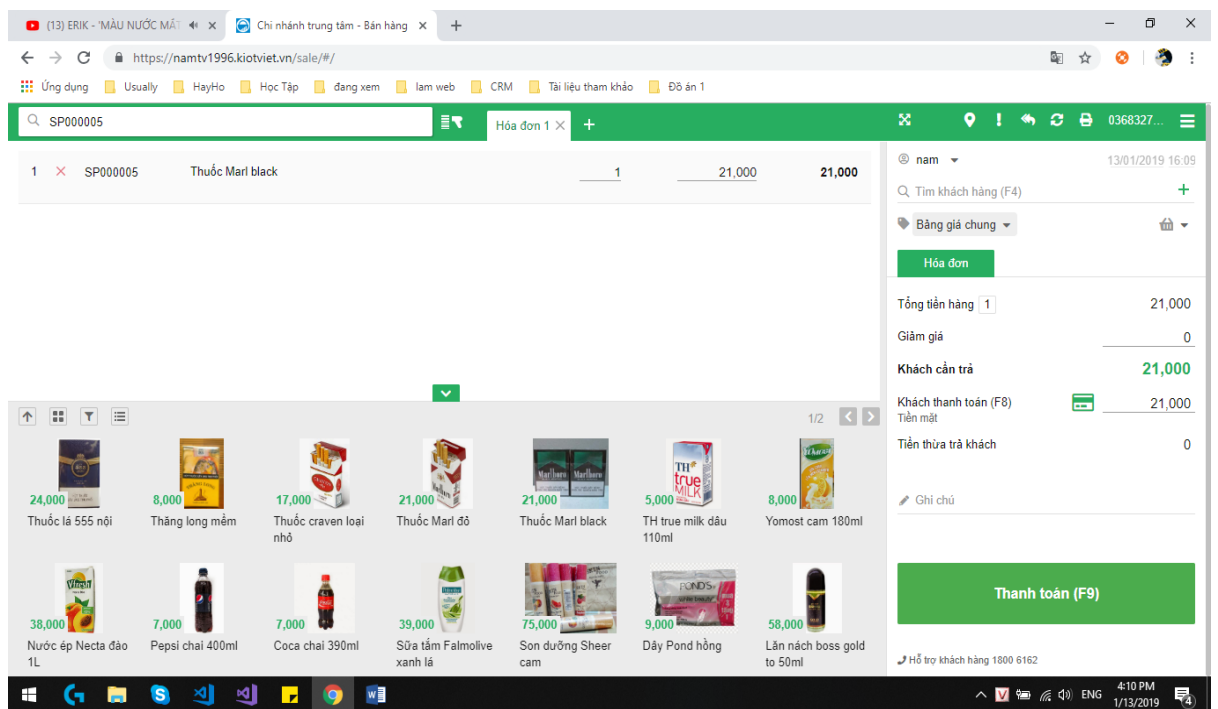 (13) ERIK - 'MÀU NƯỚC MẮT
Chi nhánh trung tâm - Bán hàng
https://namtv1996.kiotviet.vn/sale/#/
Ứng dụng Usually HayHo Học Tập đang xem lam web CRM Tài liệu tham khảo Đồ án 1
SP000005
Hóa đơn 1
0368327...
1 SP000005 Thuốc Marl black 1 21,000 21,000
nam 13/01/2019 16:09
Tìm khách hàng (F4)
Bảng giá chung
Hóa đơn
Tổng tiền hàng 1 21,000
Giảm giá 0
Khách cần trả 21,000
Khách thanh toán (F8) 21,000
Tiền mặt
Tiền thừa trả khách 0
Ghi chú
Thanh toán (F9)
Hỗ trợ khách hàng 1800 6162
1/2
24,000 8,000 17,000 21,000 21,000 5,000 8,000
Marlboro Marlboro
TH
true
MILK
Thuốc lá 555 nội Thăng long mềm Thuốc craven loại nhỏ Thuốc Marl đỏ Thuốc Marl black TH true milk dâu 110ml Yomost cam 180ml
POND'S
38,000 7,000 7,000 39,000 75,000 9,000 58,000
Nước ép Necta đào 1L Pepsi chai 400ml Coca chai 390ml Sữa tắm Falmolive xanh lá Son dưỡng Sheer cam Dây Pond hồng Lăn nách boss gold to 50ml
ENG
4:10 PM
1/13/2019
4